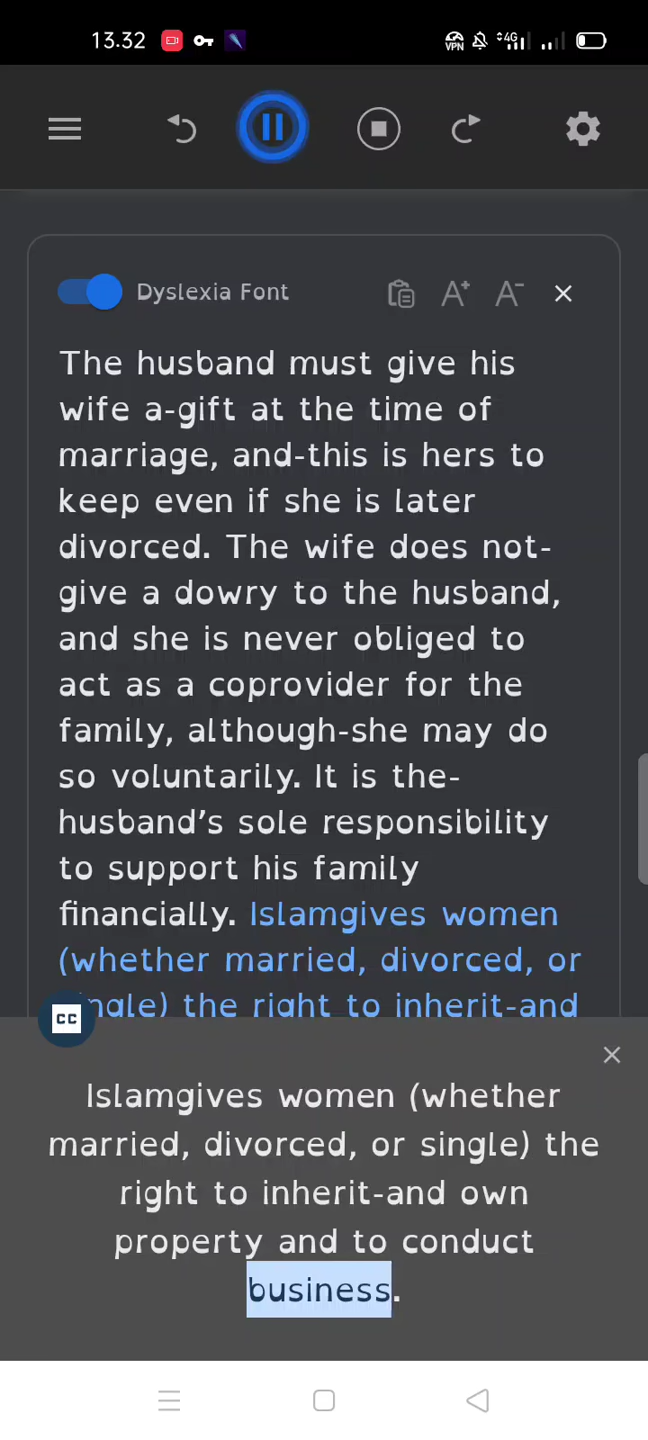 13.32
VPN
4G
Dyslexia Font
A+
A-
The husband must give his
wife a-gift at the time of
marriage, and-this is hers to
keep even if she is later
divorced. The wife does not-
give a dowry to the husband,
and she is never obliged to
act as a coprovider for the
family, although-she may do
so voluntarily. It is the-
husband's sole responsibility
to support his family
financially. Islamgives women
(whether married, divorced, or
single) the right to inherit-and
CC
Islamgives women (whether
married, divorced, or single) the
right to inherit-and own
property and to conduct
business.